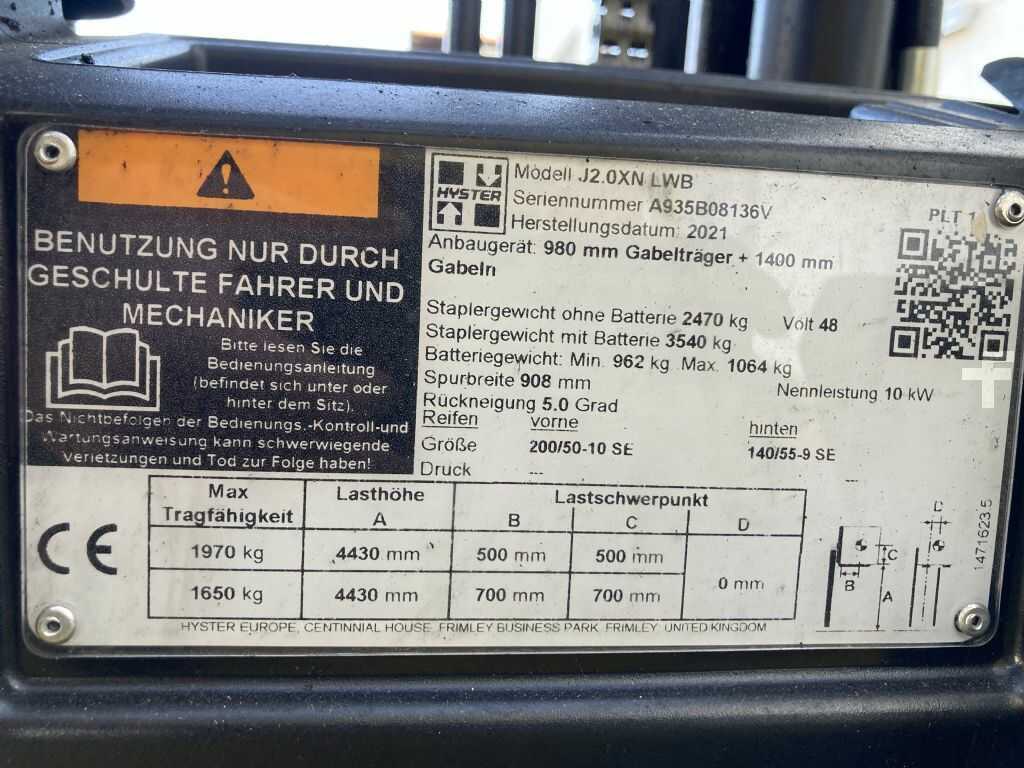 BENUTZUNG NUR DURCH
GESCHULTE FAHRER UND
MECHANIKER
Bitte lesen Sie die
Bedienungsanleitung
(befindet sich unter oder
hinter dem Sitz).
Das Nichtbefolgen der Bedienungs.-Kontroll-und
Wartungsanweisung kann schwerwiegende
Verletzungen und Tod zur Folge haben!
HYSTER
Modell J2.0XN LWB
Seriennummer A935B08136V
Herstellungsdatum: 2021
PLT 1
Anbaugerät: 980 mm Gabelträger + 1400 mm
Gabeln
Staplergewicht ohne Batterie 2470 kg Volt 48
Staplergewicht mit Batterie 3540 kg
Batteriegewicht: Min. 962 kg Max. 1064 kg
Spurbreite 908 mm Nennleistung 10 kW
Rückneigung 5.0 Grad
Reifen vorne hinten
Größe 200/50-10 SE 140/55-9 SE
Druck ---
Max Tragfähigkeit Lasthöhe Lastschwerpunkt
A B C D
1970 kg 4430 mm 500 mm 500 mm
0 mm
1650 kg 4430 mm 700 mm 700 mm
CE
HYSTER EUROPE, CENTINNIAL HOUSE, FRIMLEY BUSINESS PARK, FRIMLEY, UNITED KINGDOM
B C A D
1471623 5